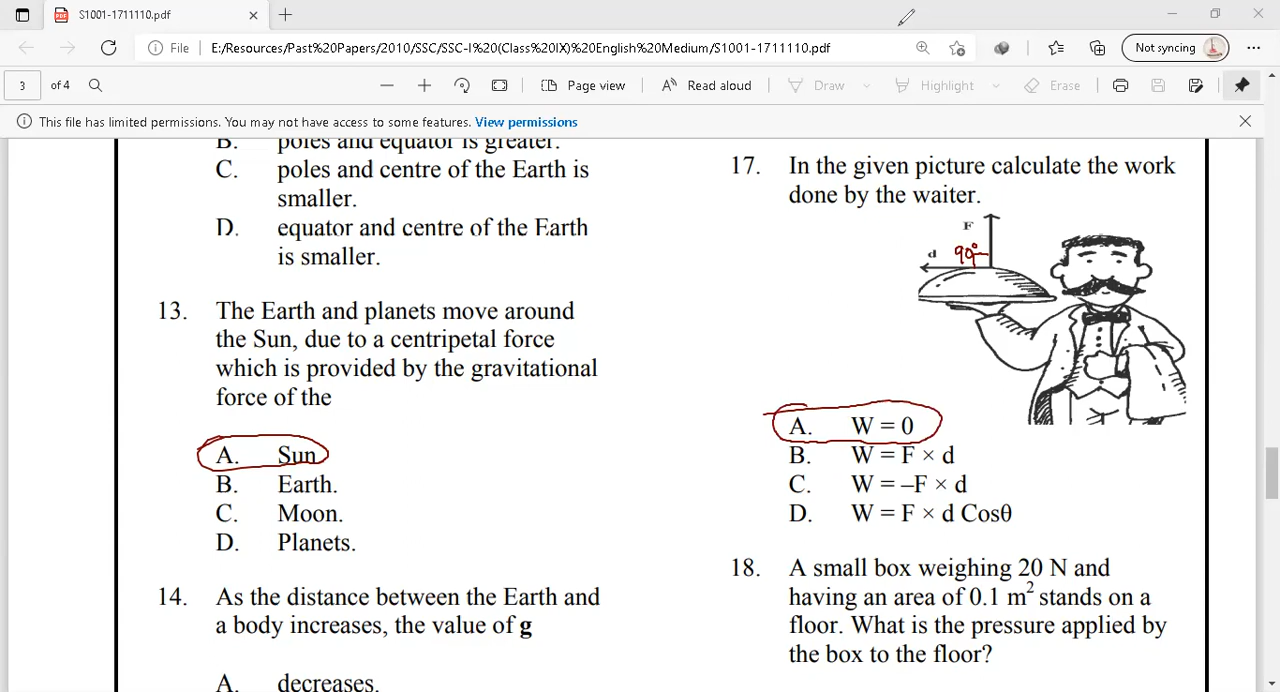 S1001-1711110.pdf
File E:/Resources/Past%20Papers/2010/SSC/SSC-I%20(Class%20IX)%20English%20Medium/S1001-1711110.pdf
Not syncing
3 of 4
Page view
Read aloud
Draw
Highlight
Erase
This file has limited permissions. You may not have access to some features. View permissions
B. poles and equator is greater.
C. poles and centre of the Earth is
smaller.
D. equator and centre of the Earth
is smaller.
13. The Earth and planets move around
the Sun, due to a centripetal force
which is provided by the gravitational
force of the
A. Sun
B. Earth.
C. Moon.
D. Planets.
14. As the distance between the Earth and
a body increases, the value of g
A. decreases.
17. In the given picture calculate the work
done by the waiter.
F
d 90°
A. W = 0
B. W = F × d
C. W = –F × d
D. W = F × d Cosθ
18. A small box weighing 20 N and
having an area of 0.1 m² stands on a
floor. What is the pressure applied by
the box to the floor?